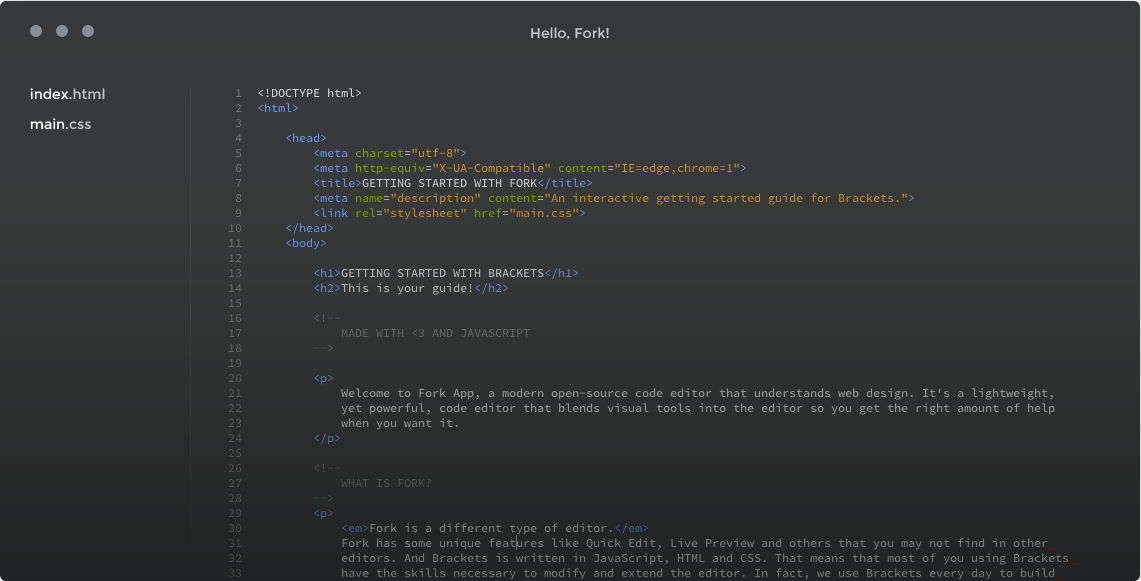 Hello, Fork!
index.html
main.css
1 <!DOCTYPE html>
2 <html>
3
4 <head>
5 <meta charset="utf-8">
6 <meta http-equiv="X-UA-Compatible" content="IE=edge,chrome=1">
7 <title>GETTING STARTED WITH FORK</title>
8 <meta name="description" content="An interactive getting started guide for Brackets.">
9 <link rel="stylesheet" href="main.css">
10 </head>
11 <body>
12
13 <h1>GETTING STARTED WITH BRACKETS</h1>
14 <h2>This is your guide!</h2>
15
16 <!--
17 MADE WITH <3 AND JAVASCRIPT
18 -->
19
20 <p>
21 Welcome to Fork App, a modern open-source code editor that understands web design. It's a lightweight,
22 yet powerful, code editor that blends visual tools into the editor so you get the right amount of help
23 when you want it.
24 </p>
25
26 <!--
27 WHAT IS FORK?
28 -->
29 <p>
30 <em>Fork is a different type of editor.</em>
31 Fork has some unique features like Quick Edit, Live Preview and others that you may not find in other
32 editors. And Brackets is written in JavaScript, HTML and CSS. That means that most of you using Brackets
33 have the skills necessary to modify and extend the editor. In fact, we use Brackets every day to build